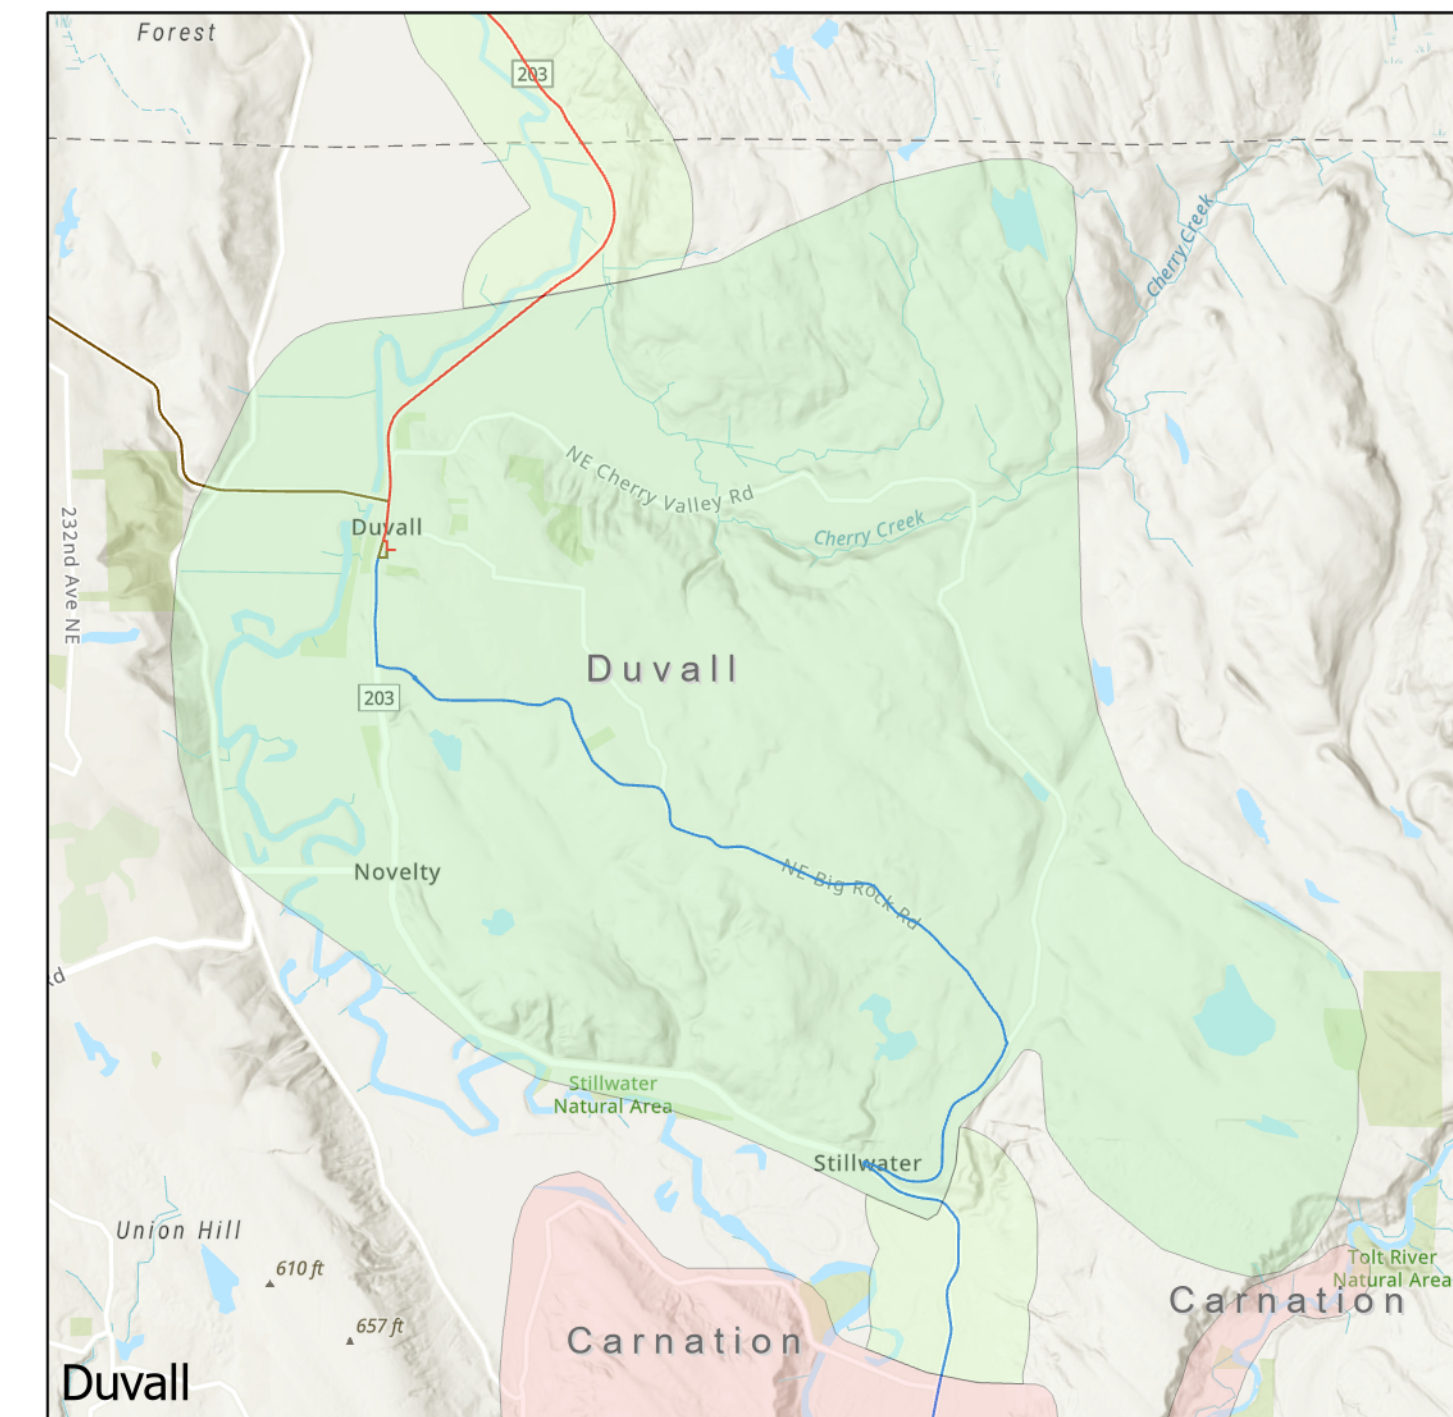 Forest
203
Cherry Creek
NE Cherry Valley Rd
232nd Ave NE
Duvall
Cherry Creek
Duvall
203
Novelty
NE Big Rock Rd
Rd
Stillwater
Natural Area
Stillwater
Union Hill
610 ft
Tolt River
Natural Area
Carnation
657 ft
Carnation
Duvall